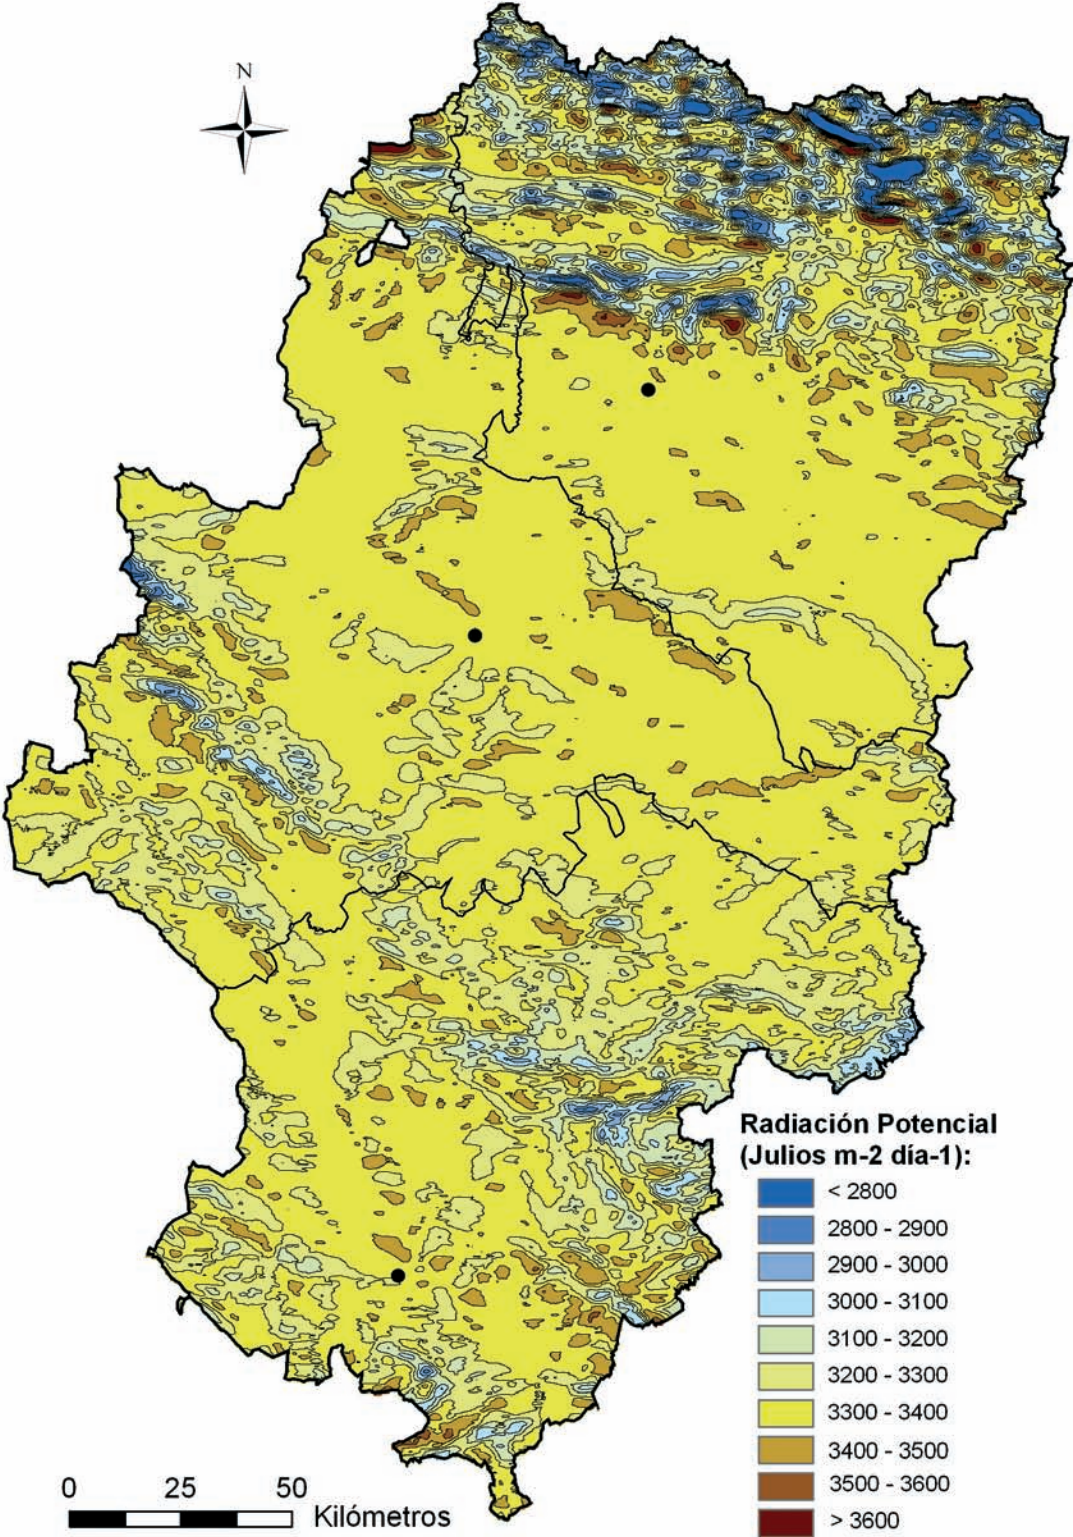 N
Radiación Potencial
(Julios m-2 día-1):
< 2800
2800 - 2900
2900 - 3000
3000 - 3100
3100 - 3200
3200 - 3300
3300 - 3400
3400 - 3500
3500 - 3600
> 3600
0 25 50
Kilómetros